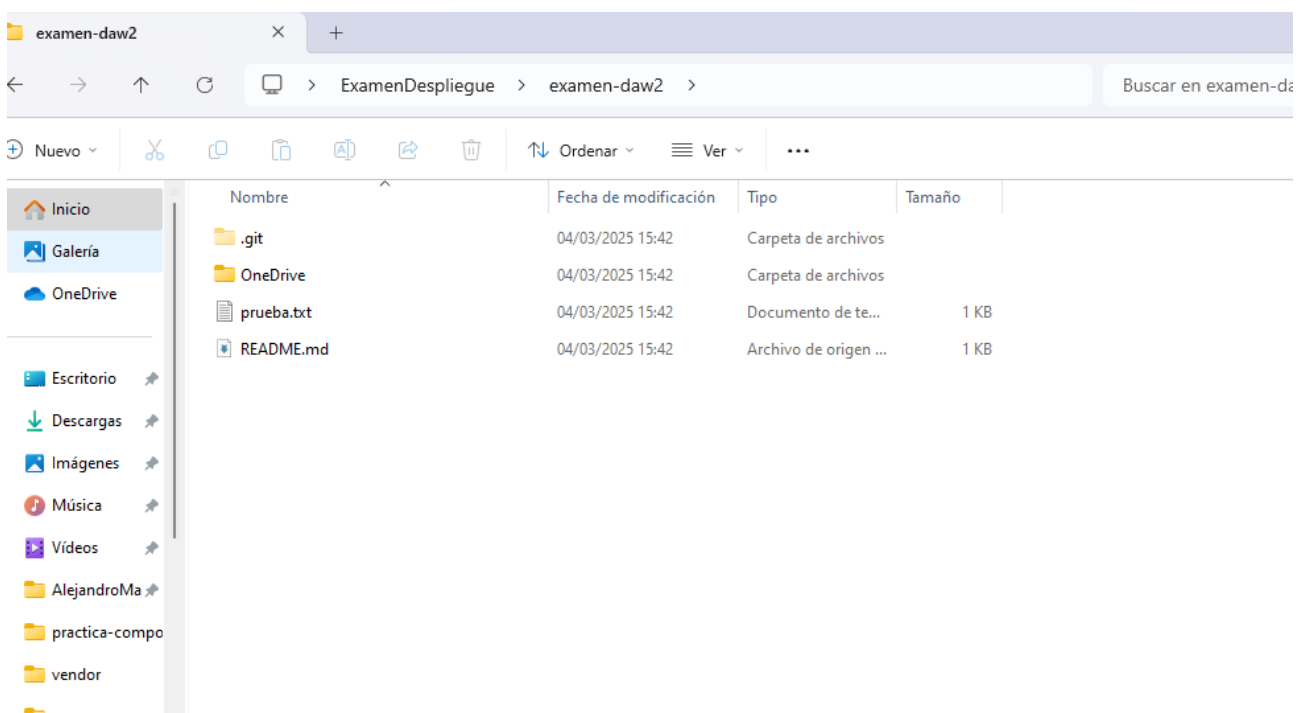 examen-daw2
ExamenDespliegue > examen-daw2 >
Buscar en examen-da
Nuevo
Ordenar
Ver
Nombre Fecha de modificación Tipo Tamaño
.git 04/03/2025 15:42 Carpeta de archivos
OneDrive 04/03/2025 15:42 Carpeta de archivos
prueba.txt 04/03/2025 15:42 Documento de te... 1 KB
README.md 04/03/2025 15:42 Archivo de origen ... 1 KB
Inicio
Galería
OneDrive
Escritorio
Descargas
Imágenes
Música
Vídeos
AlejandroMa
practica-compo
vendor